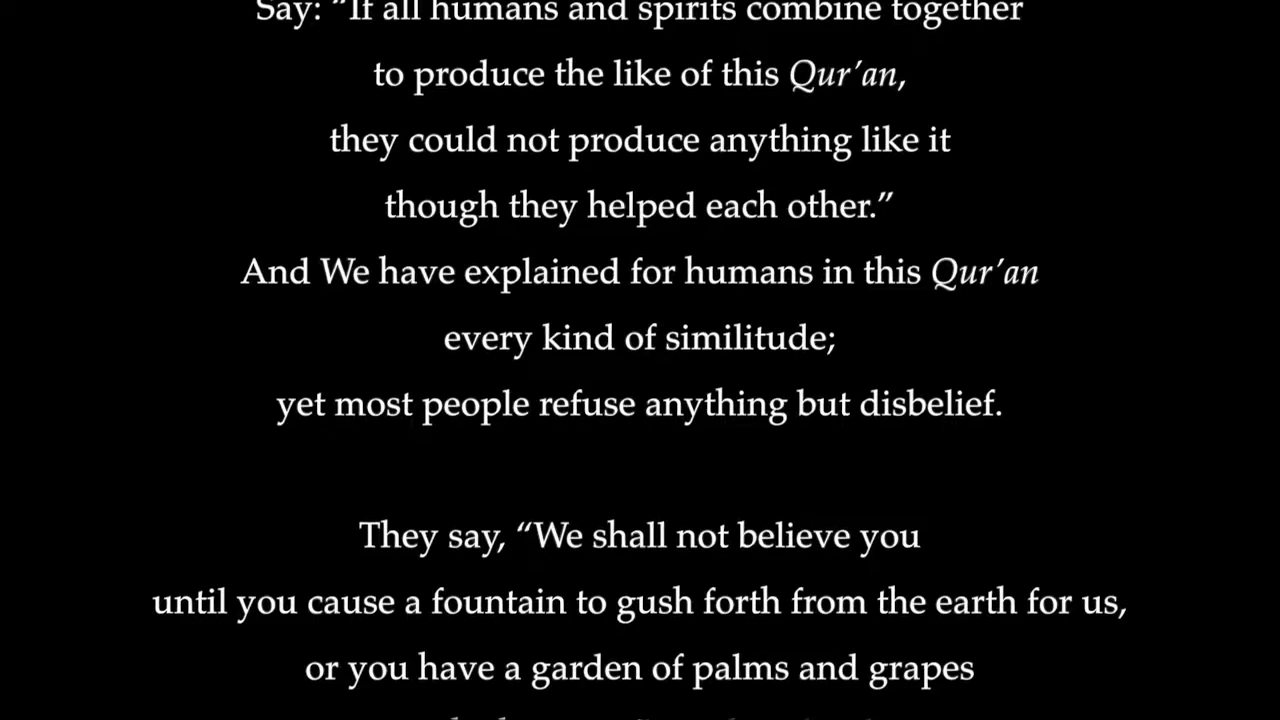 Say: “If all humans and spirits combine together
to produce the like of this Qur’an,
they could not produce anything like it
though they helped each other.”
And We have explained for humans in this Qur’an
every kind of similitude;
yet most people refuse anything but disbelief.
They say, “We shall not believe you
until you cause a fountain to gush forth from the earth for us,
or you have a garden of palms and grapes